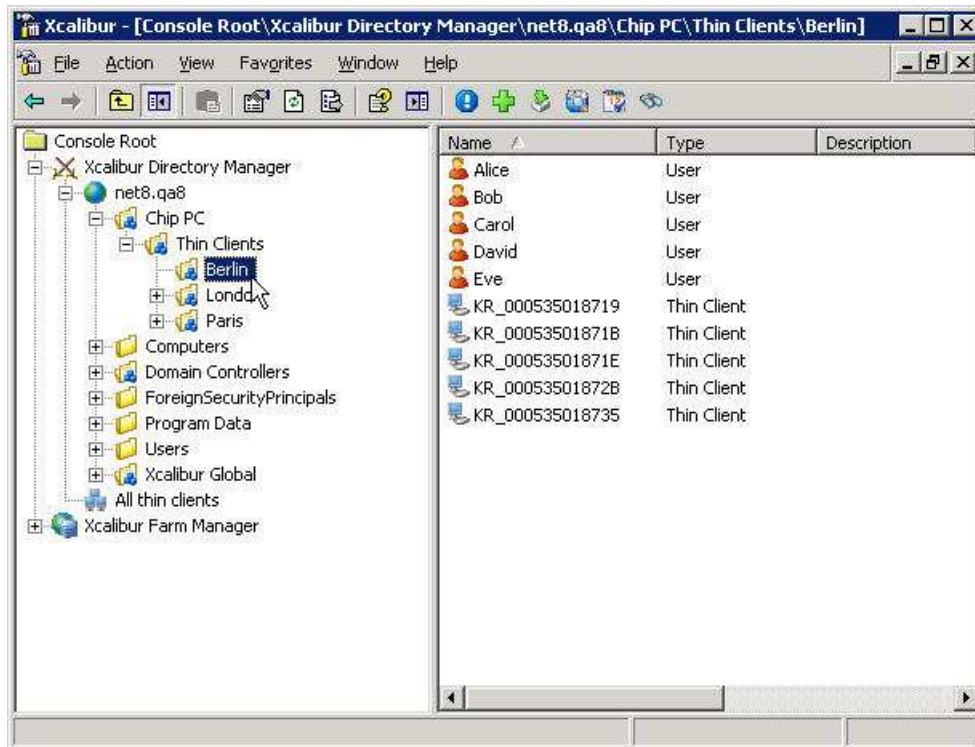 Xcalibur - [Console Root\Xcalibur Directory Manager\net8.qa8\Chip PC\Thin Clients\Berlin]
File Action View Favorites Window Help
Console Root
Xcalibur Directory Manager
net8.qa8
Chip PC
Thin Clients
Berlin
Paris
Computers
Domain Controllers
ForeignSecurityPrincipals
Program Data
Users
Xcalibur Global
All thin clients
Xcalibur Farm Manager
Name Type Description
Alice User
Bob User
Carol User
David User
Eve User
KR_000535018719 Thin Client
KR_00053501871B Thin Client
KR_00053501871E Thin Client
KR_00053501872B Thin Client
KR_000535018735 Thin Client